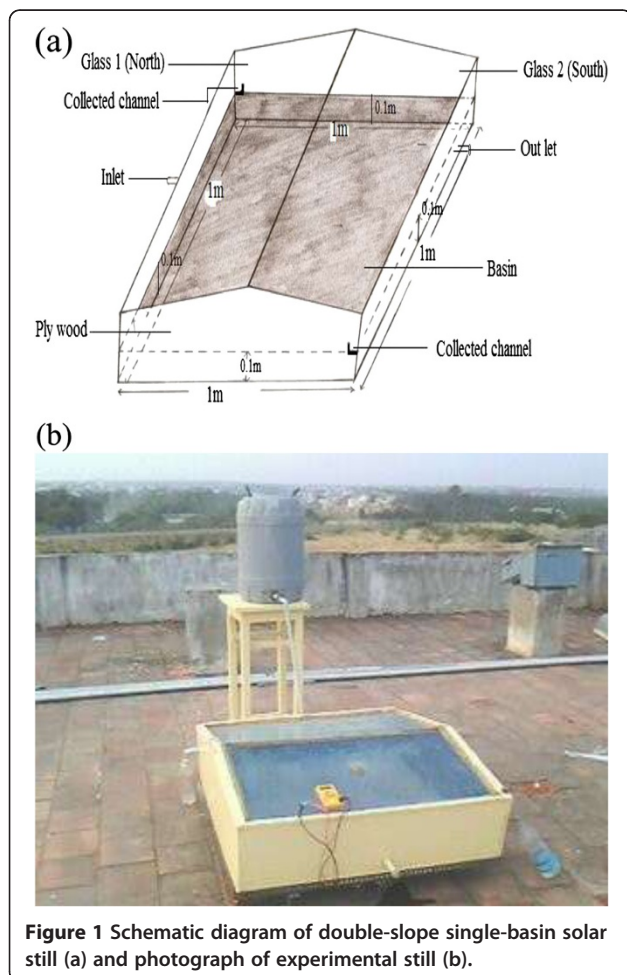 (a)
Glass 1 (North)
Glass 2 (South)
Collected channel
0.1m
1m
Out let
Inlet
1m
0.1m
1m
0.1m
Basin
Ply wood
Collected channel
0.1m
1m
(b)
Figure 1 Schematic diagram of double-slope single-basin solar
still (a) and photograph of experimental still (b).